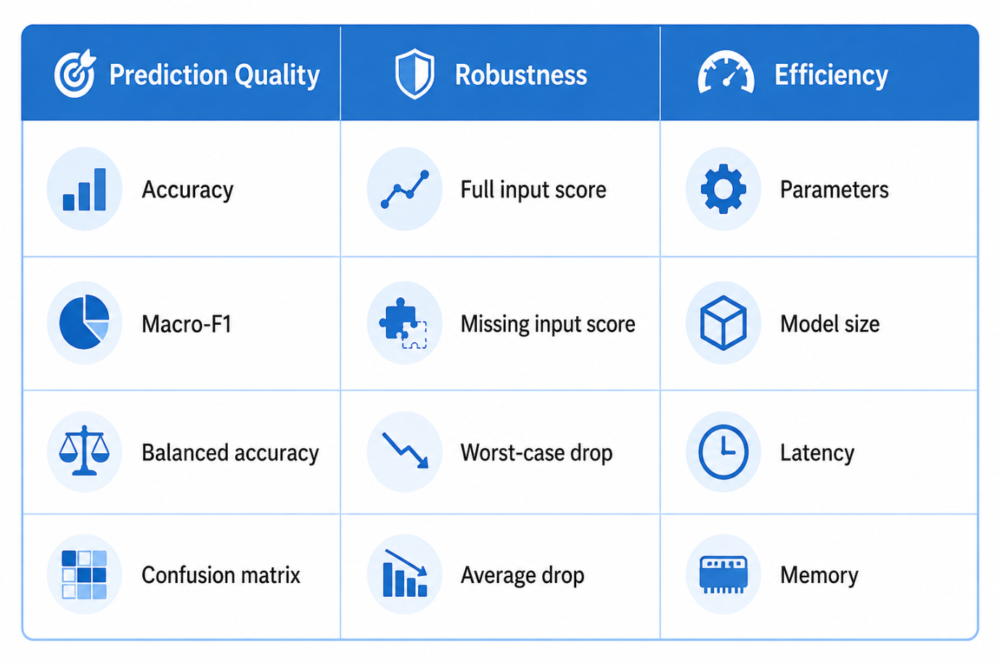 Prediction Quality
Robustness
Efficiency
Accuracy
Full input score
Parameters
Macro-F1
Missing input score
Model size
Balanced accuracy
Worst-case drop
Latency
Confusion matrix
Average drop
Memory